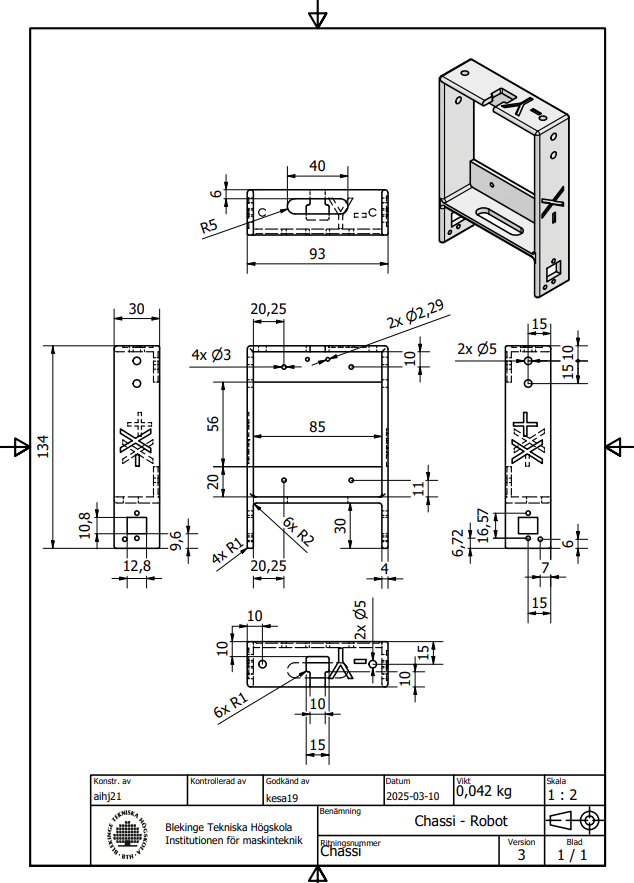 40
6
R5
C
C
93
30
134
10,8
9,6
12,8
20,25
2x Ø2,29
4x Ø3
10
56
85
20
11
6x R2
30
4x R1
20,25
4
15
2x Ø5
10
15
16,57
6,72
6
7
15
10
2x Ø5
10
15
10
6x R1
10
15
Konstr. av
Kontrollerad av
Godkänd av
Datum
Vikt
Skala
aihj21
kesa19
2025-03-10
0,042 kg
1 : 2
BLEKINGE TEKNISKA HÖGSKOLA
· BTH ·
Blekinge Tekniska Högskola
Institutionen för maskinteknik
Benämning
Chassi - Robot
Ritningsnummer
Chassi
Version
3
Blad
1 / 1